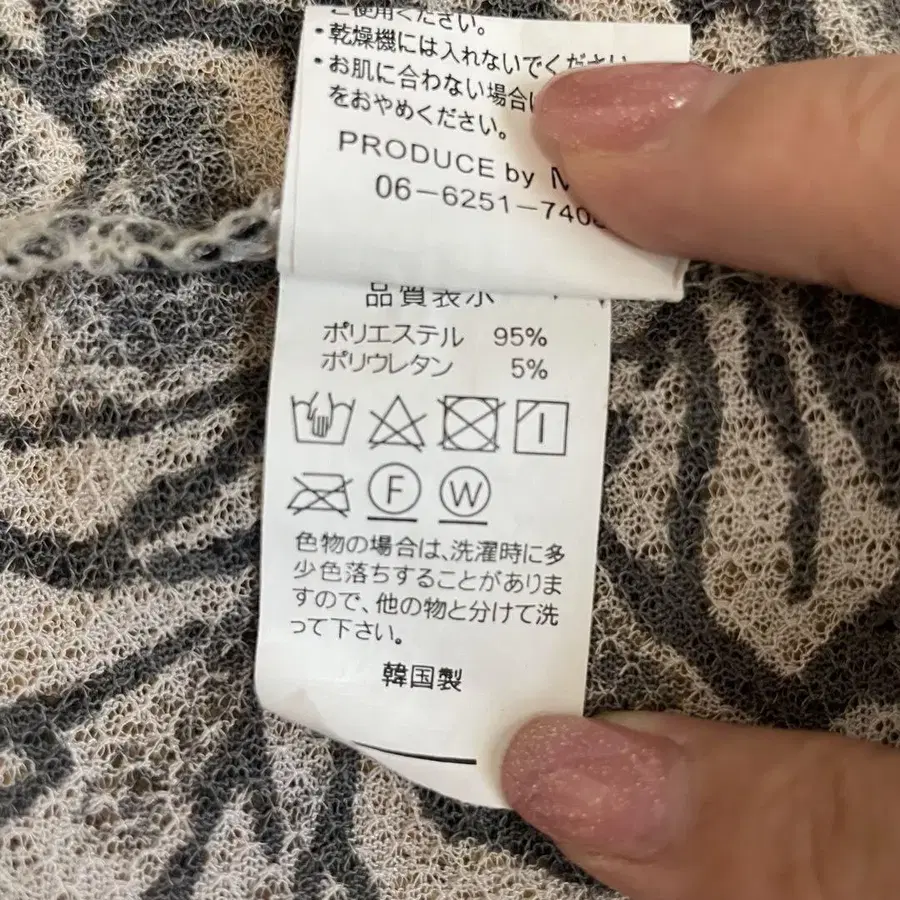 ご使用ください。
・乾燥機には入れないでください
・お肌に合わない場合
をおやめください。
PRODUCE by
06-6251-740
品質表示
ポリエステル 95%
ポリウレタン 5%
F W
色物の場合は、洗濯時に多
少色落ちすることがありま
すので、他の物と分けて洗
って下さい。
韓国製